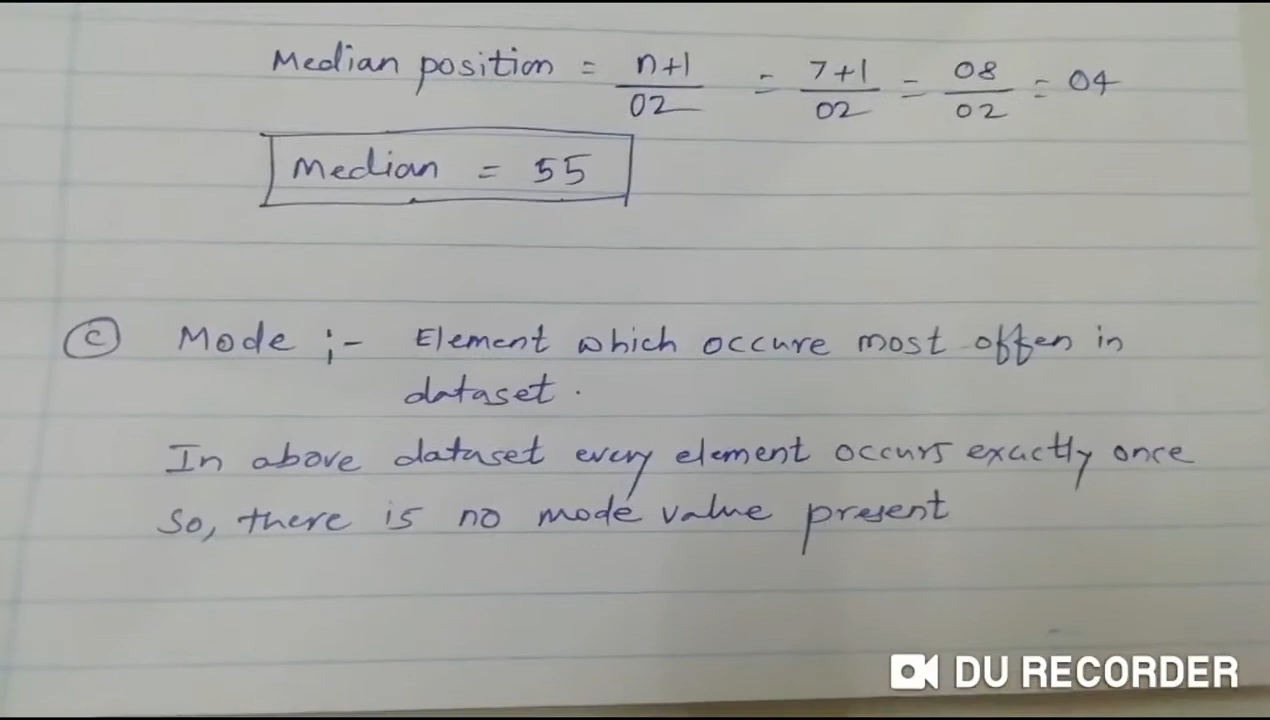 Median position = n+1/02 = 7+1/02 = 08/02 = 04
Median = 55
(c) Mode ;- Element which occure most offen in
dataset.
In above dataset every element occurs exactly once
So, there is no mode value present
DU RECORDER